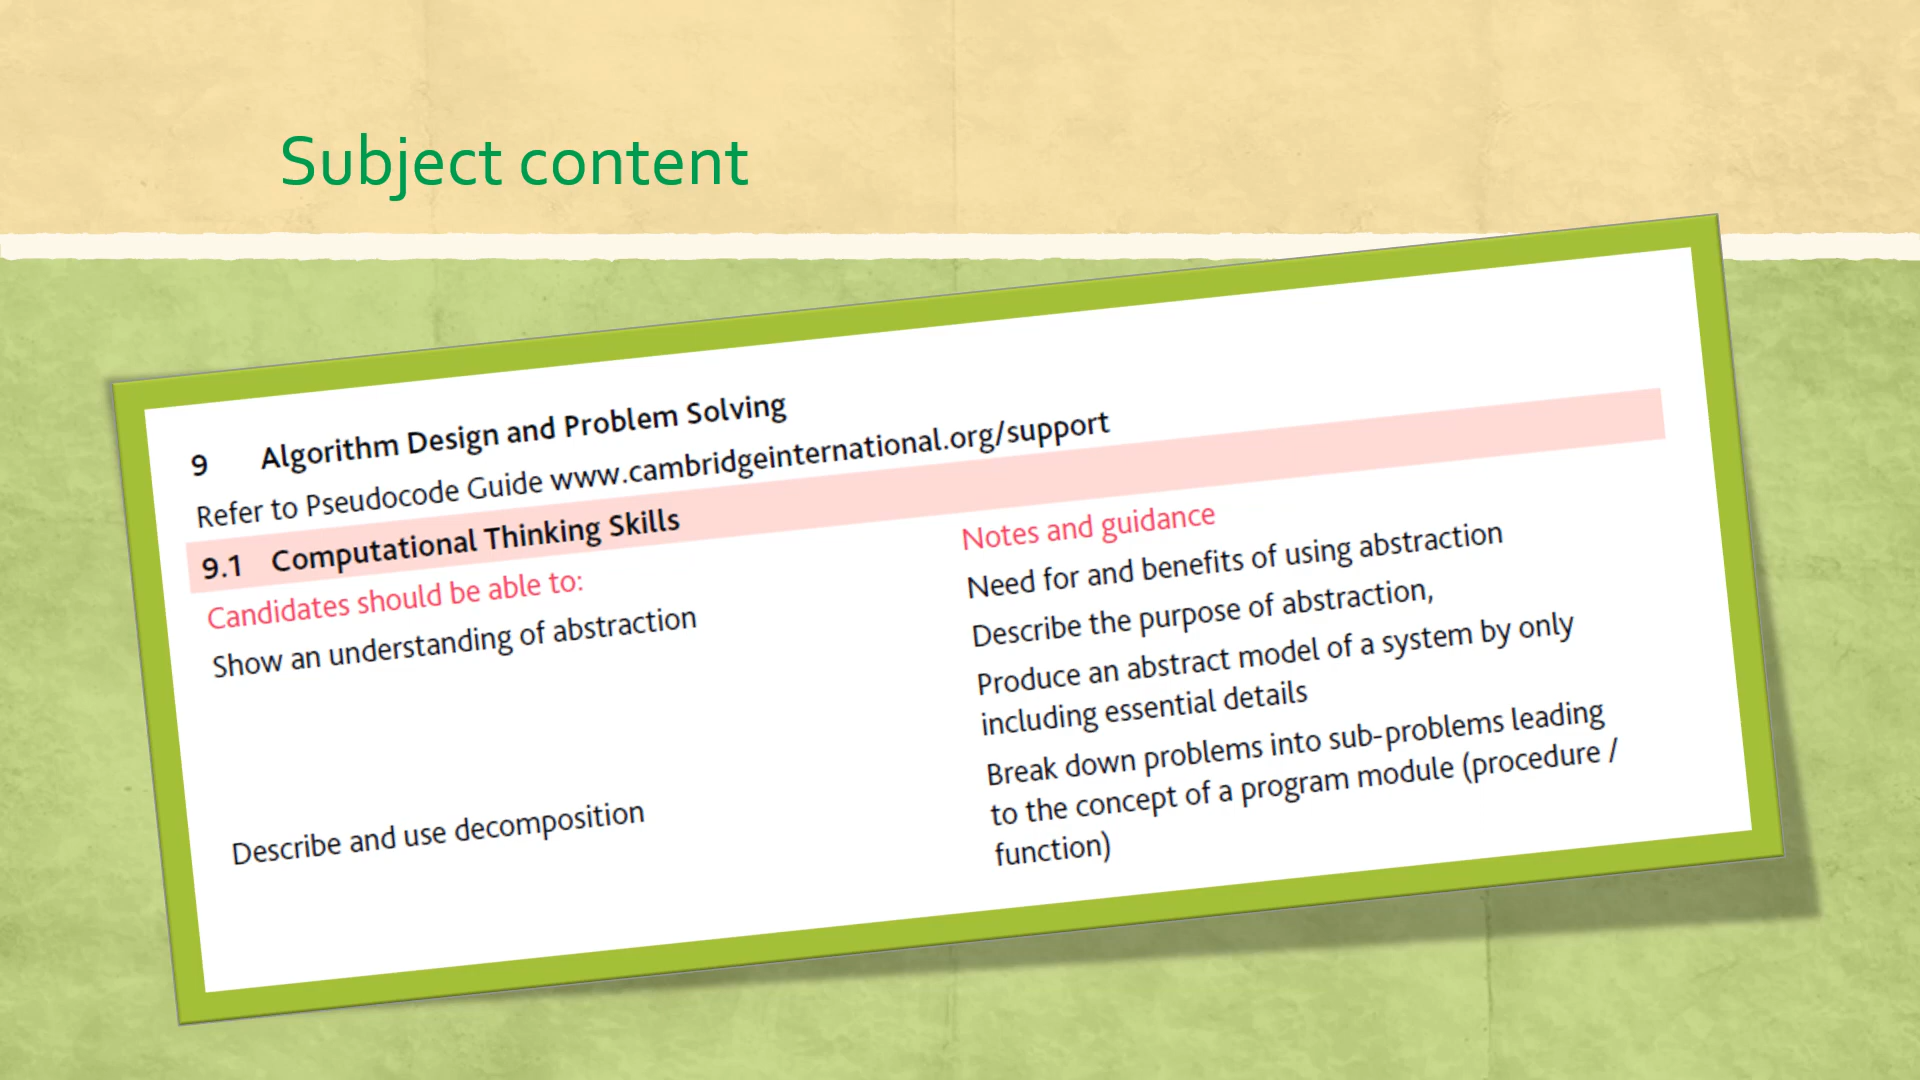 Subject content
9 Algorithm Design and Problem Solving
Refer to Pseudocode Guide www.cambridgeinternational.org/support
9.1 Computational Thinking Skills
Candidates should be able to:
Notes and guidance
Show an understanding of abstraction
Need for and benefits of using abstraction
Describe the purpose of abstraction,
Produce an abstract model of a system by only
including essential details
Describe and use decomposition
Break down problems into sub-problems leading
to the concept of a program module (procedure /
function)